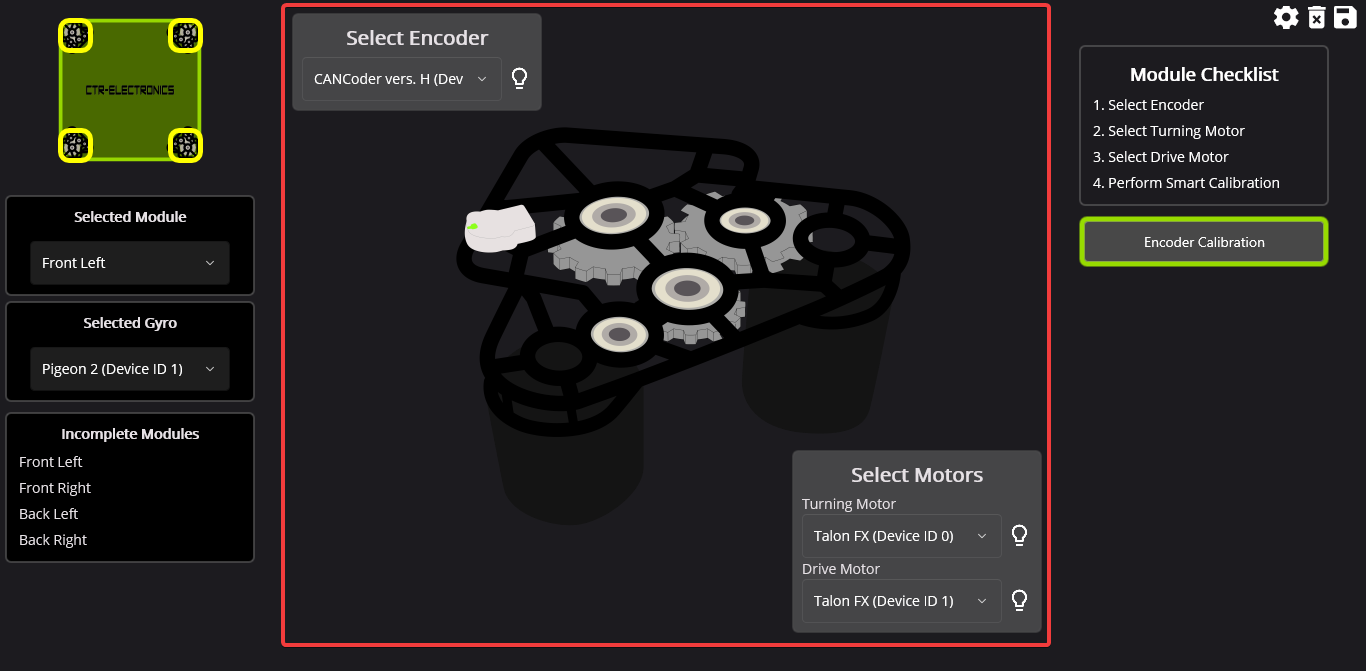 CTR-ELECTRONICS
Selected Module
Front Left
Selected Gyro
Pigeon 2 (Device ID 1)
Incomplete Modules
Front Left
Front Right
Back Left
Back Right
Select Encoder
CANCoder vers. H (Dev
Select Motors
Turning Motor
Talon FX (Device ID 0)
Drive Motor
Talon FX (Device ID 1)
Module Checklist
1. Select Encoder
2. Select Turning Motor
3. Select Drive Motor
4. Perform Smart Calibration
Encoder Calibration